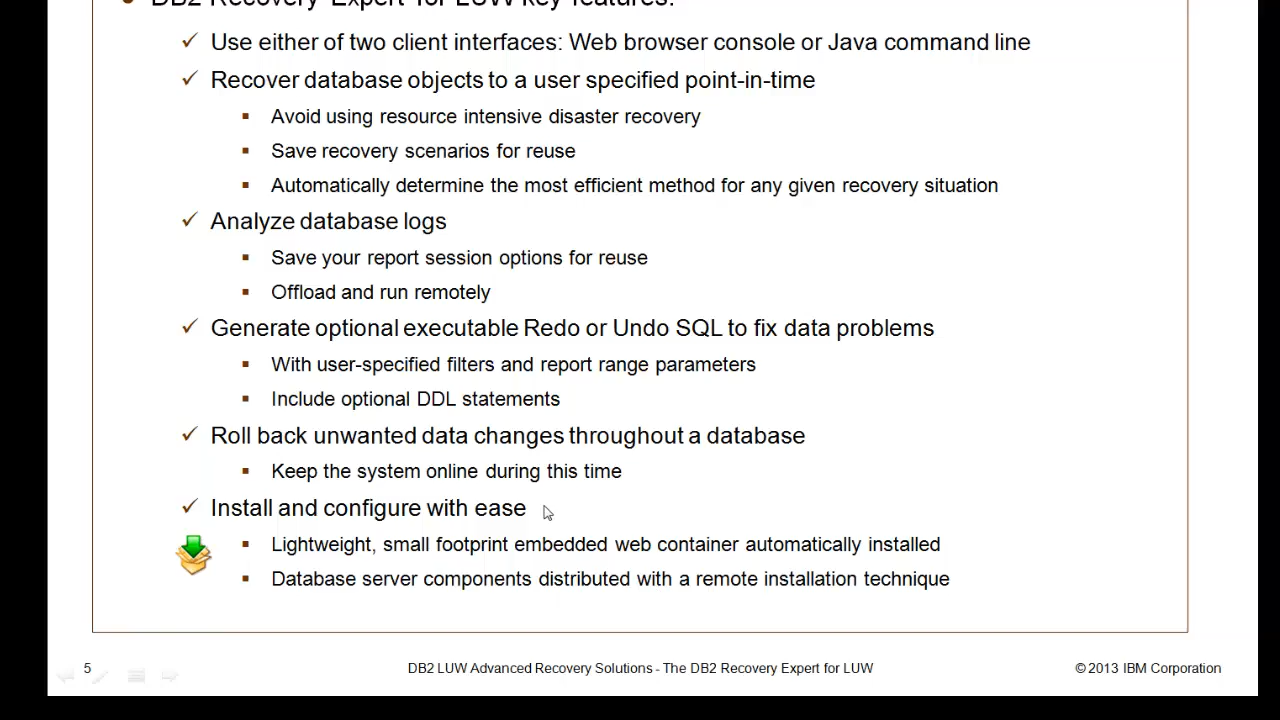 DB2 Recovery Expert for LUW key features:
Use either of two client interfaces: Web browser console or Java command line
Recover database objects to a user specified point-in-time
Avoid using resource intensive disaster recovery
Save recovery scenarios for reuse
Automatically determine the most efficient method for any given recovery situation
Analyze database logs
Save your report session options for reuse
Offload and run remotely
Generate optional executable Redo or Undo SQL to fix data problems
With user-specified filters and report range parameters
Include optional DDL statements
Roll back unwanted data changes throughout a database
Keep the system online during this time
Install and configure with ease
Lightweight, small footprint embedded web container automatically installed
Database server components distributed with a remote installation technique
5
DB2 LUW Advanced Recovery Solutions - The DB2 Recovery Expert for LUW
© 2013 IBM Corporation